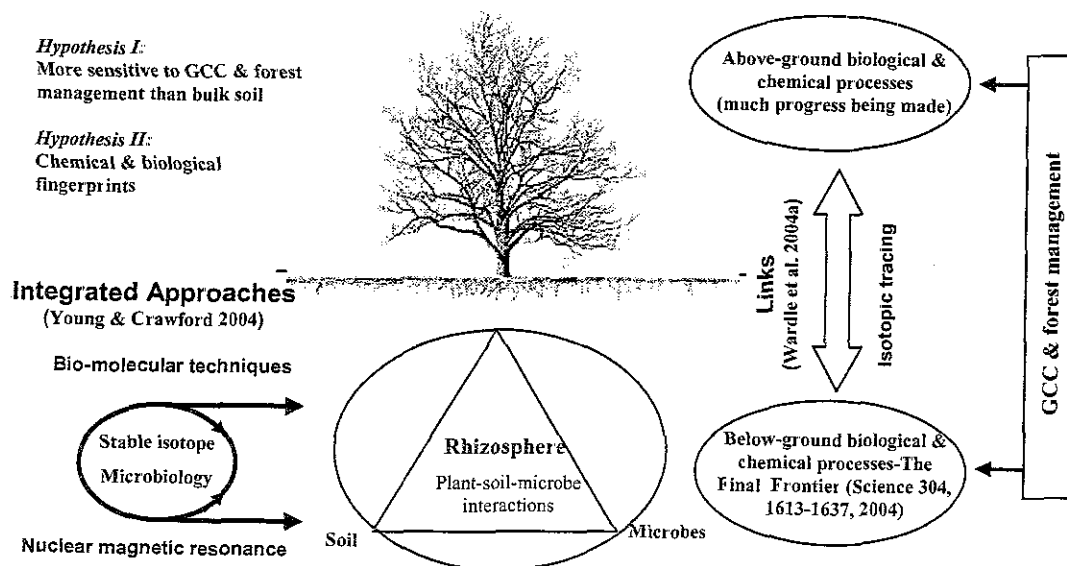 Hypothesis I:
More sensitive to GCC & forest
management than bulk soil
Hypothesis II:
Chemical & biological
fingerprints
Integrated Approaches
(Young & Crawford 2004)
Bio-molecular techniques
Stable isotope
Microbiology
Nuclear magnetic resonance
Rhizosphere
Plant-soil-microbe
interactions
Soil
Microbes
Above-ground biological &
chemical processes
(much progress being made)
Links
(Wardle et al. 2004a)
Isotopic tracing
Below-ground biological &
chemical processes-The
Final Frontier (Science 304,
1613-1637, 2004)
GCC & forest management